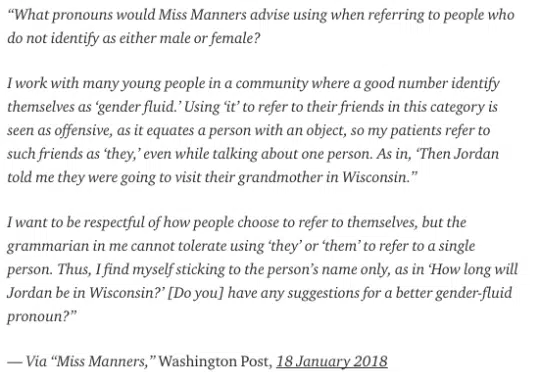 “What pronouns would Miss Manners advise using when referring to people who
do not identify as either male or female?
I work with many young people in a community where a good number identify
themselves as ‘gender fluid.’ Using ‘it’ to refer to their friends in this category is
seen as offensive, as it equates a person with an object, so my patients refer to
such friends as ‘they,’ even while talking about one person. As in, ‘Then Jordan
told me they were going to visit their grandmother in Wisconsin.”
I want to be respectful of how people choose to refer to themselves, but the
grammarian in me cannot tolerate using ‘they’ or ‘them’ to refer to a single
person. Thus, I find myself sticking to the person’s name only, as in ‘How long will
Jordan be in Wisconsin?’ [Do you] have any suggestions for a better gender-fluid
pronoun?”
— Via “Miss Manners,” Washington Post, 18 January 2018